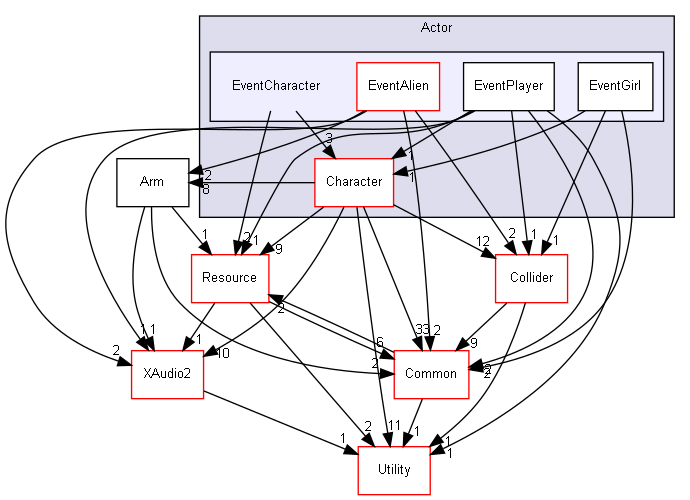 Actor
EventCharacter
EventAlien
EventPlayer
EventGirl
3
1
1
Arm
2
8
Character
1
2
1
9
12
2
1
1
Resource
Collider
2
1
1
1
2
10
6
2
33
2
9
2
XAudio2
Common
2
11
1
1
1
1
Utility